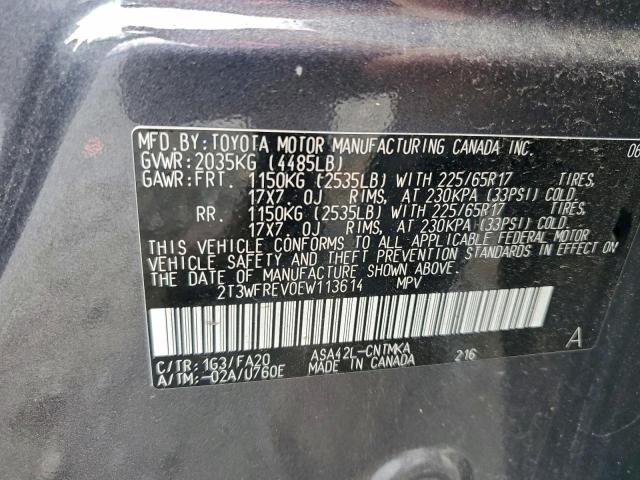 MFD.BY: TOYOTA MOTOR MANUFACTURING CANADA INC. 06
GVWR: 2035KG (4485LB)
GAWR: FRT. 1150KG (2535LB) WITH 225/65R17 TIRES,
17X7.0J RIMS, AT 230KPA (33PSI) COLD
RR. 1150KG (2535LB) WITH 225/65R17 TIRES,
17X7.0J RIMS, AT 230KPA (33PSI) COLD
THIS VEHICLE CONFORMS TO ALL APPLICABLE FEDERAL MOTOR
VEHICLE SAFETY AND THEFT PREVENTION STANDARDS IN EFFECT ON
THE DATE OF MANUFACTURE SHOWN ABOVE.
2T3WFREV0EW113614 MPV
C/TR: 1G3/FA20 ASA42L-CNTMKA 216 A
A/TM: -02A/U760E MADE IN CANADA